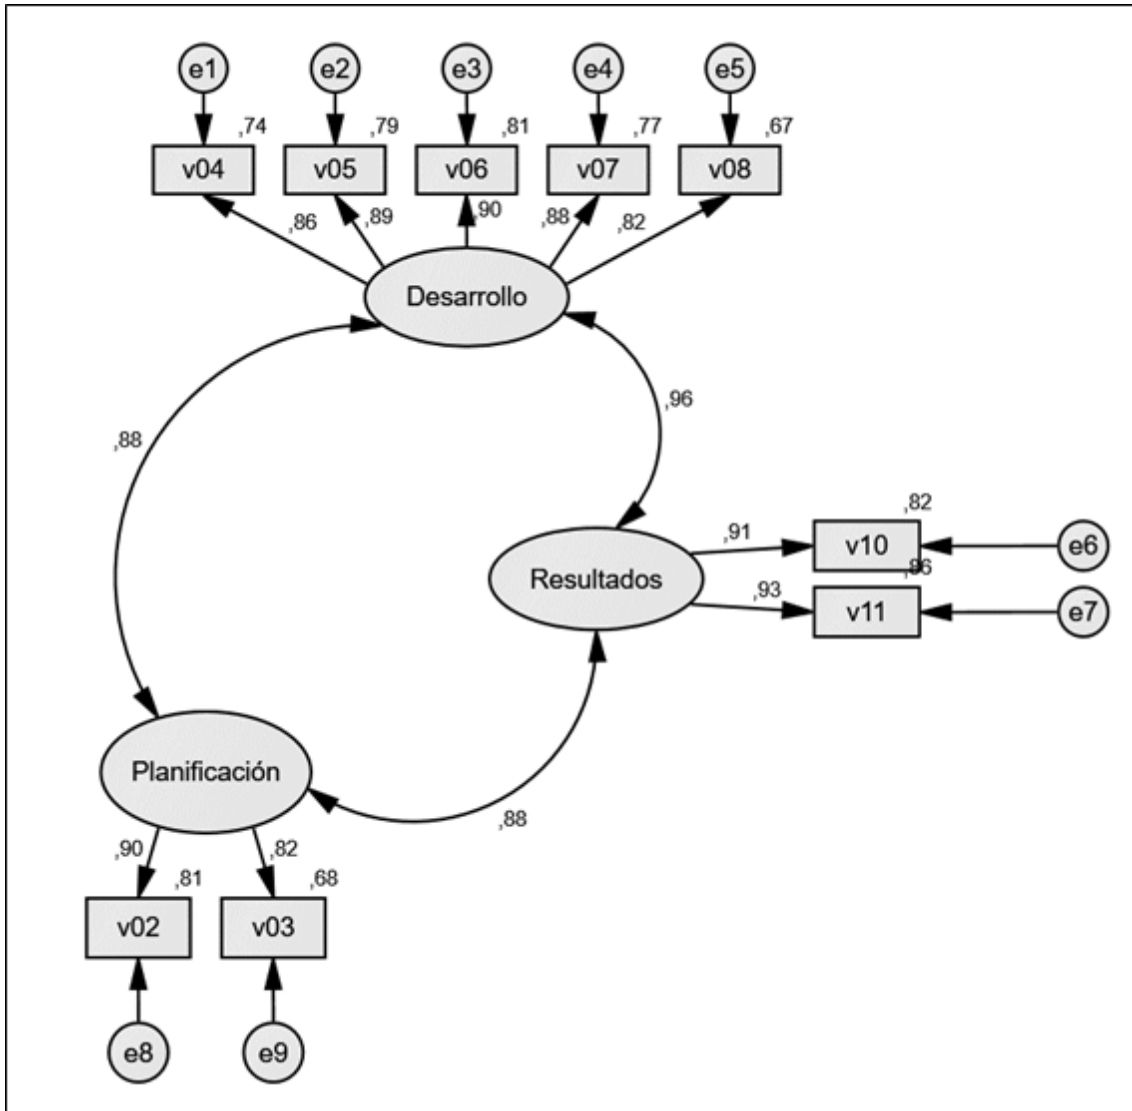 e1 e2 e3 e4 e5
,74 ,79 ,81 ,77 ,67
v04 v05 v06 v07 v08
,86 ,89 ,90 ,88 ,82
Desarrollo
,96
,88
,82
,91 v10 e6
Resultados
,86
,93 v11 e7
Planificación
,88
,90 ,82
,81 ,68
v02 v03
e8 e9